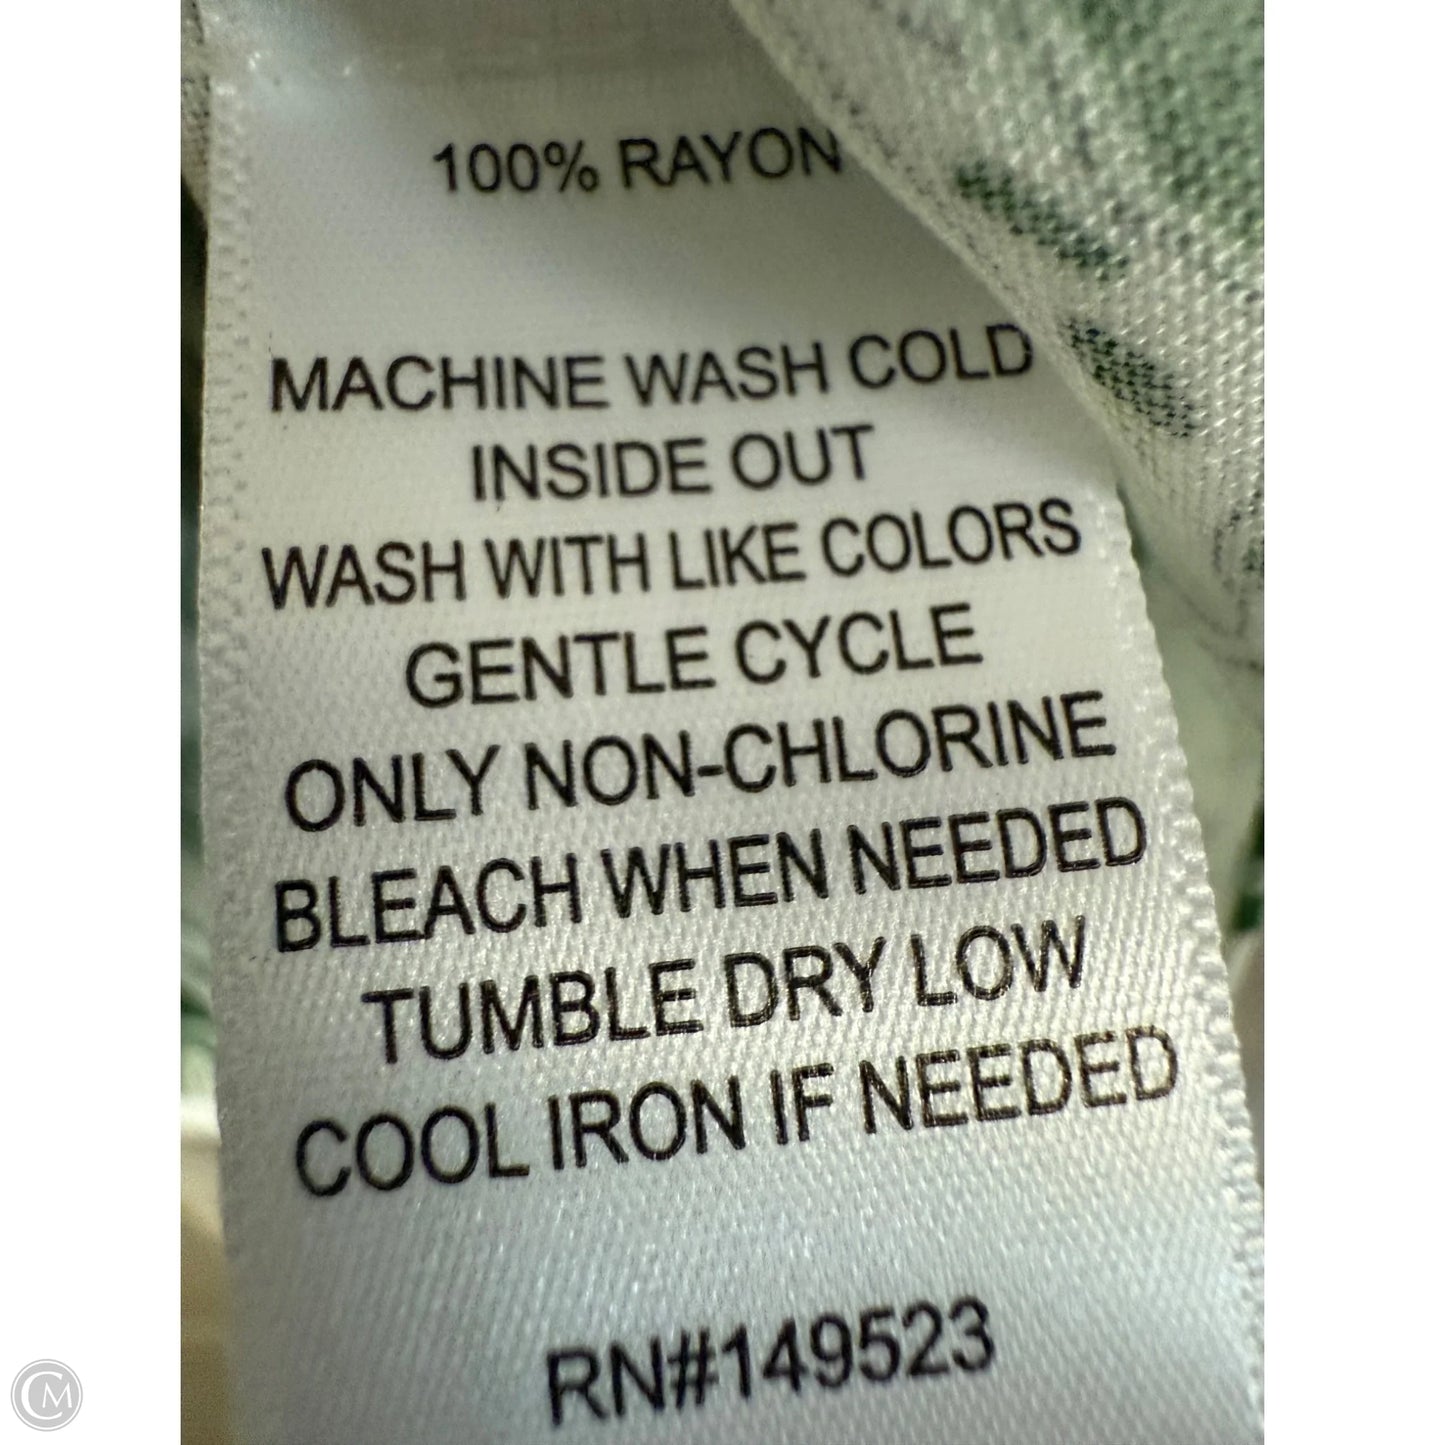 100% RAYON
MACHINE WASH COLD
INSIDE OUT
WASH WITH LIKE COLORS
GENTLE CYCLE
ONLY NON-CHLORINE
BLEACH WHEN NEEDED
TUMBLE DRY LOW
COOL IRON IF NEEDED
RN#149523
CM